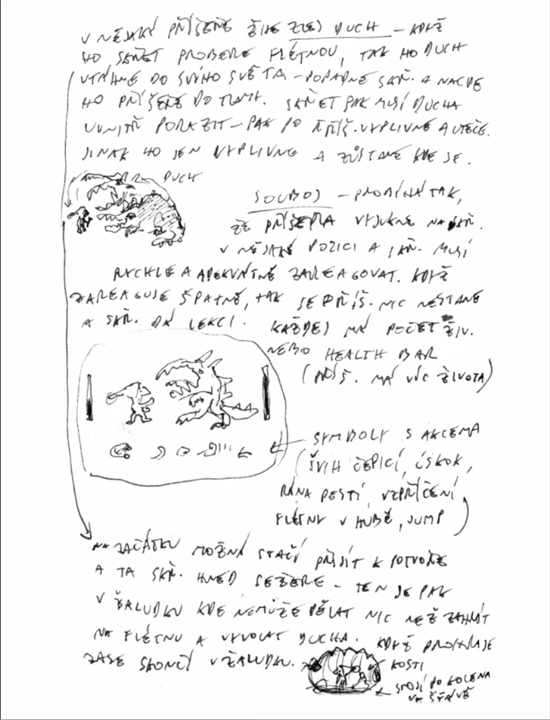 V NĚJAKÝ PŘÍŠEŘE ŽIJE ZLEJ DUCH – KDYŽ
HO SKŘET PROBERE FLÉTNOU, TAK HO DUCH
VTÁHNE DO SVÝHO SVĚTA – POPADNE SKŘ. A NACPE
HO PŘÍŠEŘE DO TLAMY. SKŘET PAK MUSÍ DUCHA
UVNITŘ PORAZIT – PAK HO PŘÍŠ. VYPLIVNE A UTEČE.
JINAK HO JEN VYPLIVNE A ZŮSTANE KDE JE.
DUCH
SOUBOJ – PROBÍHÁ TAK,
ŽE PŘÍŠERA VYJUKNE NA SKŘ.
V NĚJAKÉ POZICI A SKŘ. MUSÍ
RYCHLE A ADEKVÁTNĚ ZAREAGOVAT. KDYŽ
ZAREAGUJE ŠPATNĚ, TAK SE PŘÍŠ. NIC NESTANE
A SKŘ. DÁ LEKCI. KAŽDEJ MÁ POČET ŽIV.
NEBO HEALTH BAR
(PŘÍŠ. MÁ VÍC ŽIVOTA)
SYMBOLY S AKCEMA
(ŠVIH ČEPICÍ, ÚSKOK,
RÁNA PESTÍ, VZPŘÍČENÍ
FLÉTNY V HUBĚ, JUMP)
NA ZAČÁTKU MOŽNÁ STAČÍ PŘIJÍT K POTVOŘE
A TA SKŘ. HNED SEŽERE – TEN JE PAK
V ŽALUDKU KDE NEMŮŽE DĚLAT NIC NEŽ ZAHRÁT
NA FLÉTNU A VYVOLAT DUCHA. KDYŽ PROHRAJE
ZASE SKONČÍ V ŽALUDKU.
KOSTI
STOJÍ PO KOLENA
VE ŠŤÁVĚ